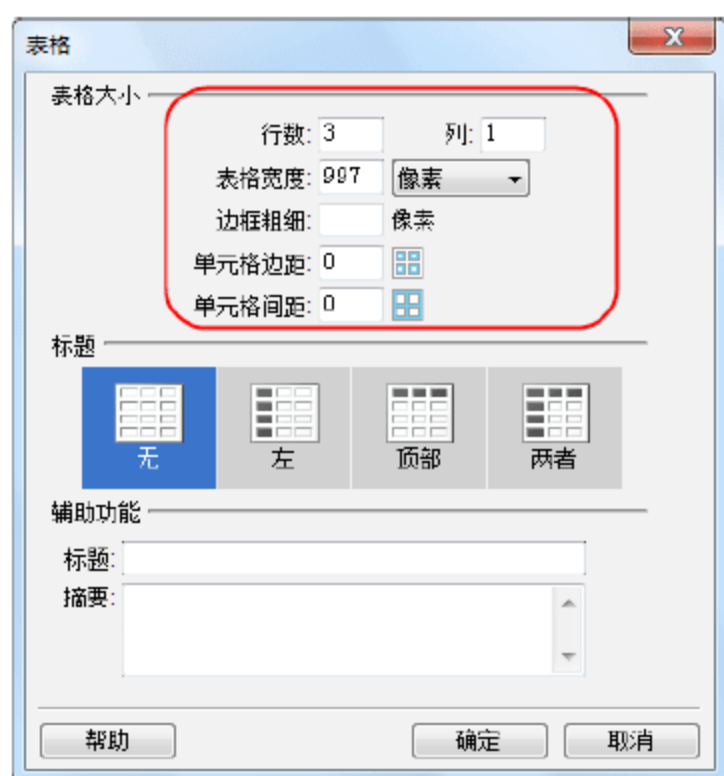 表格
表格大小
行数: 3 列: 1
表格宽度: 997 像素
边框粗细: 像素
单元格边距: 0
单元格间距: 0
标题
无 左 顶部 两者
辅助功能
标题:
摘要:
帮助 确定 取消